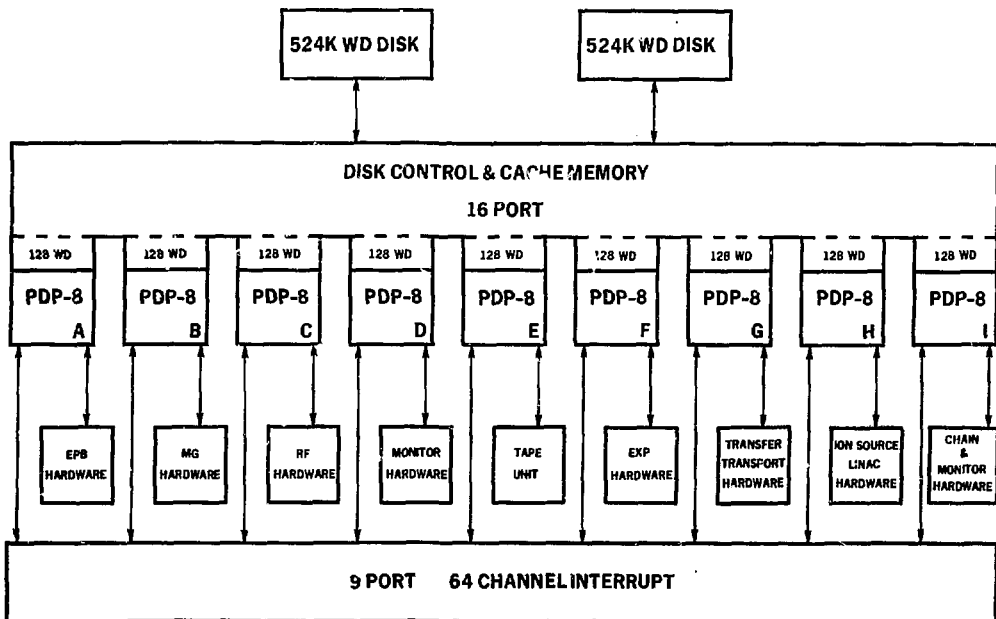 524K WD DISK
524K WD DISK
DISK CONTROL & CACHE MEMORY
16 PORT
128 WD
128 WD
128 WD
128 WD
128 WD
128 WD
128 WD
128 WD
128 WD
PDP-8
PDP-8
PDP-8
PDP-8
PDP-8
PDP-8
PDP-8
PDP-8
PDP-8
A
B
C
D
E
F
G
H
I
EPB
HARDWARE
MG
HARDWARE
RF
HARDWARE
MONITOR
HARDWARE
TAPE
UNIT
EXP
HARDWARE
TRANSFER
TRANSPORT
HARDWARE
ION SOURCE
LINAC
HARDWARE
CHAIN
&
MONITOR
HARDWARE
9 PORT 64 CHANNEL INTERRUPT